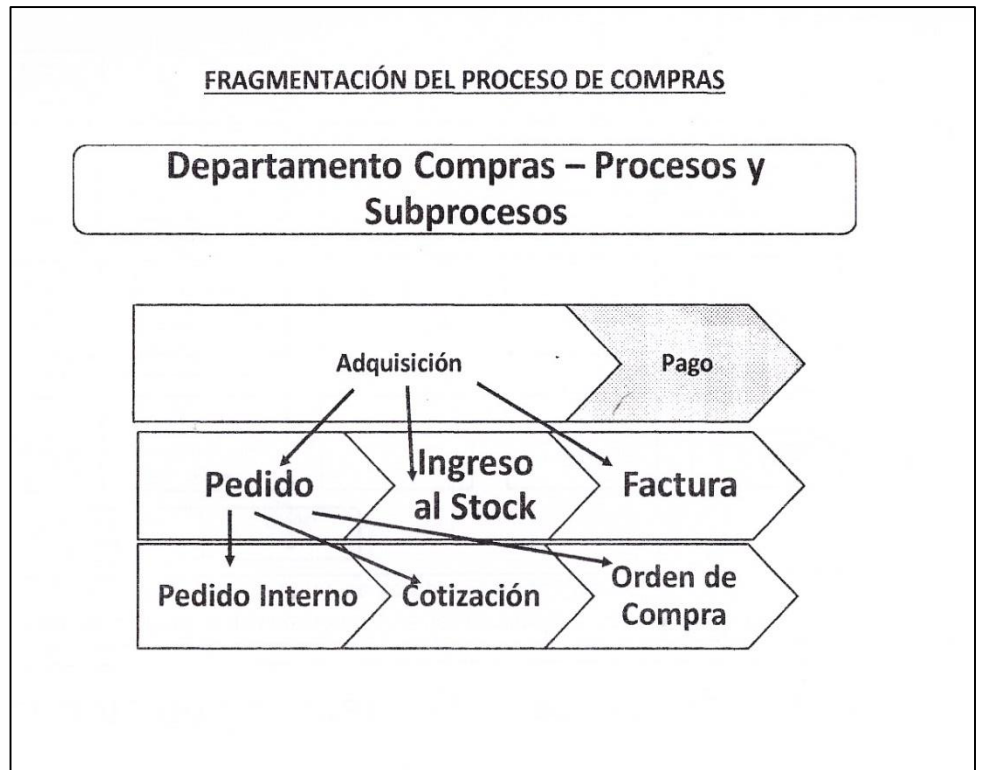 FRAGMENTACIÓN DEL PROCESO DE COMPRAS
Departamento Compras – Procesos y
Subprocesos
Adquisición
Pago
Pedido
Ingreso
al Stock
Factura
Pedido Interno
Cotización
Orden de
Compra